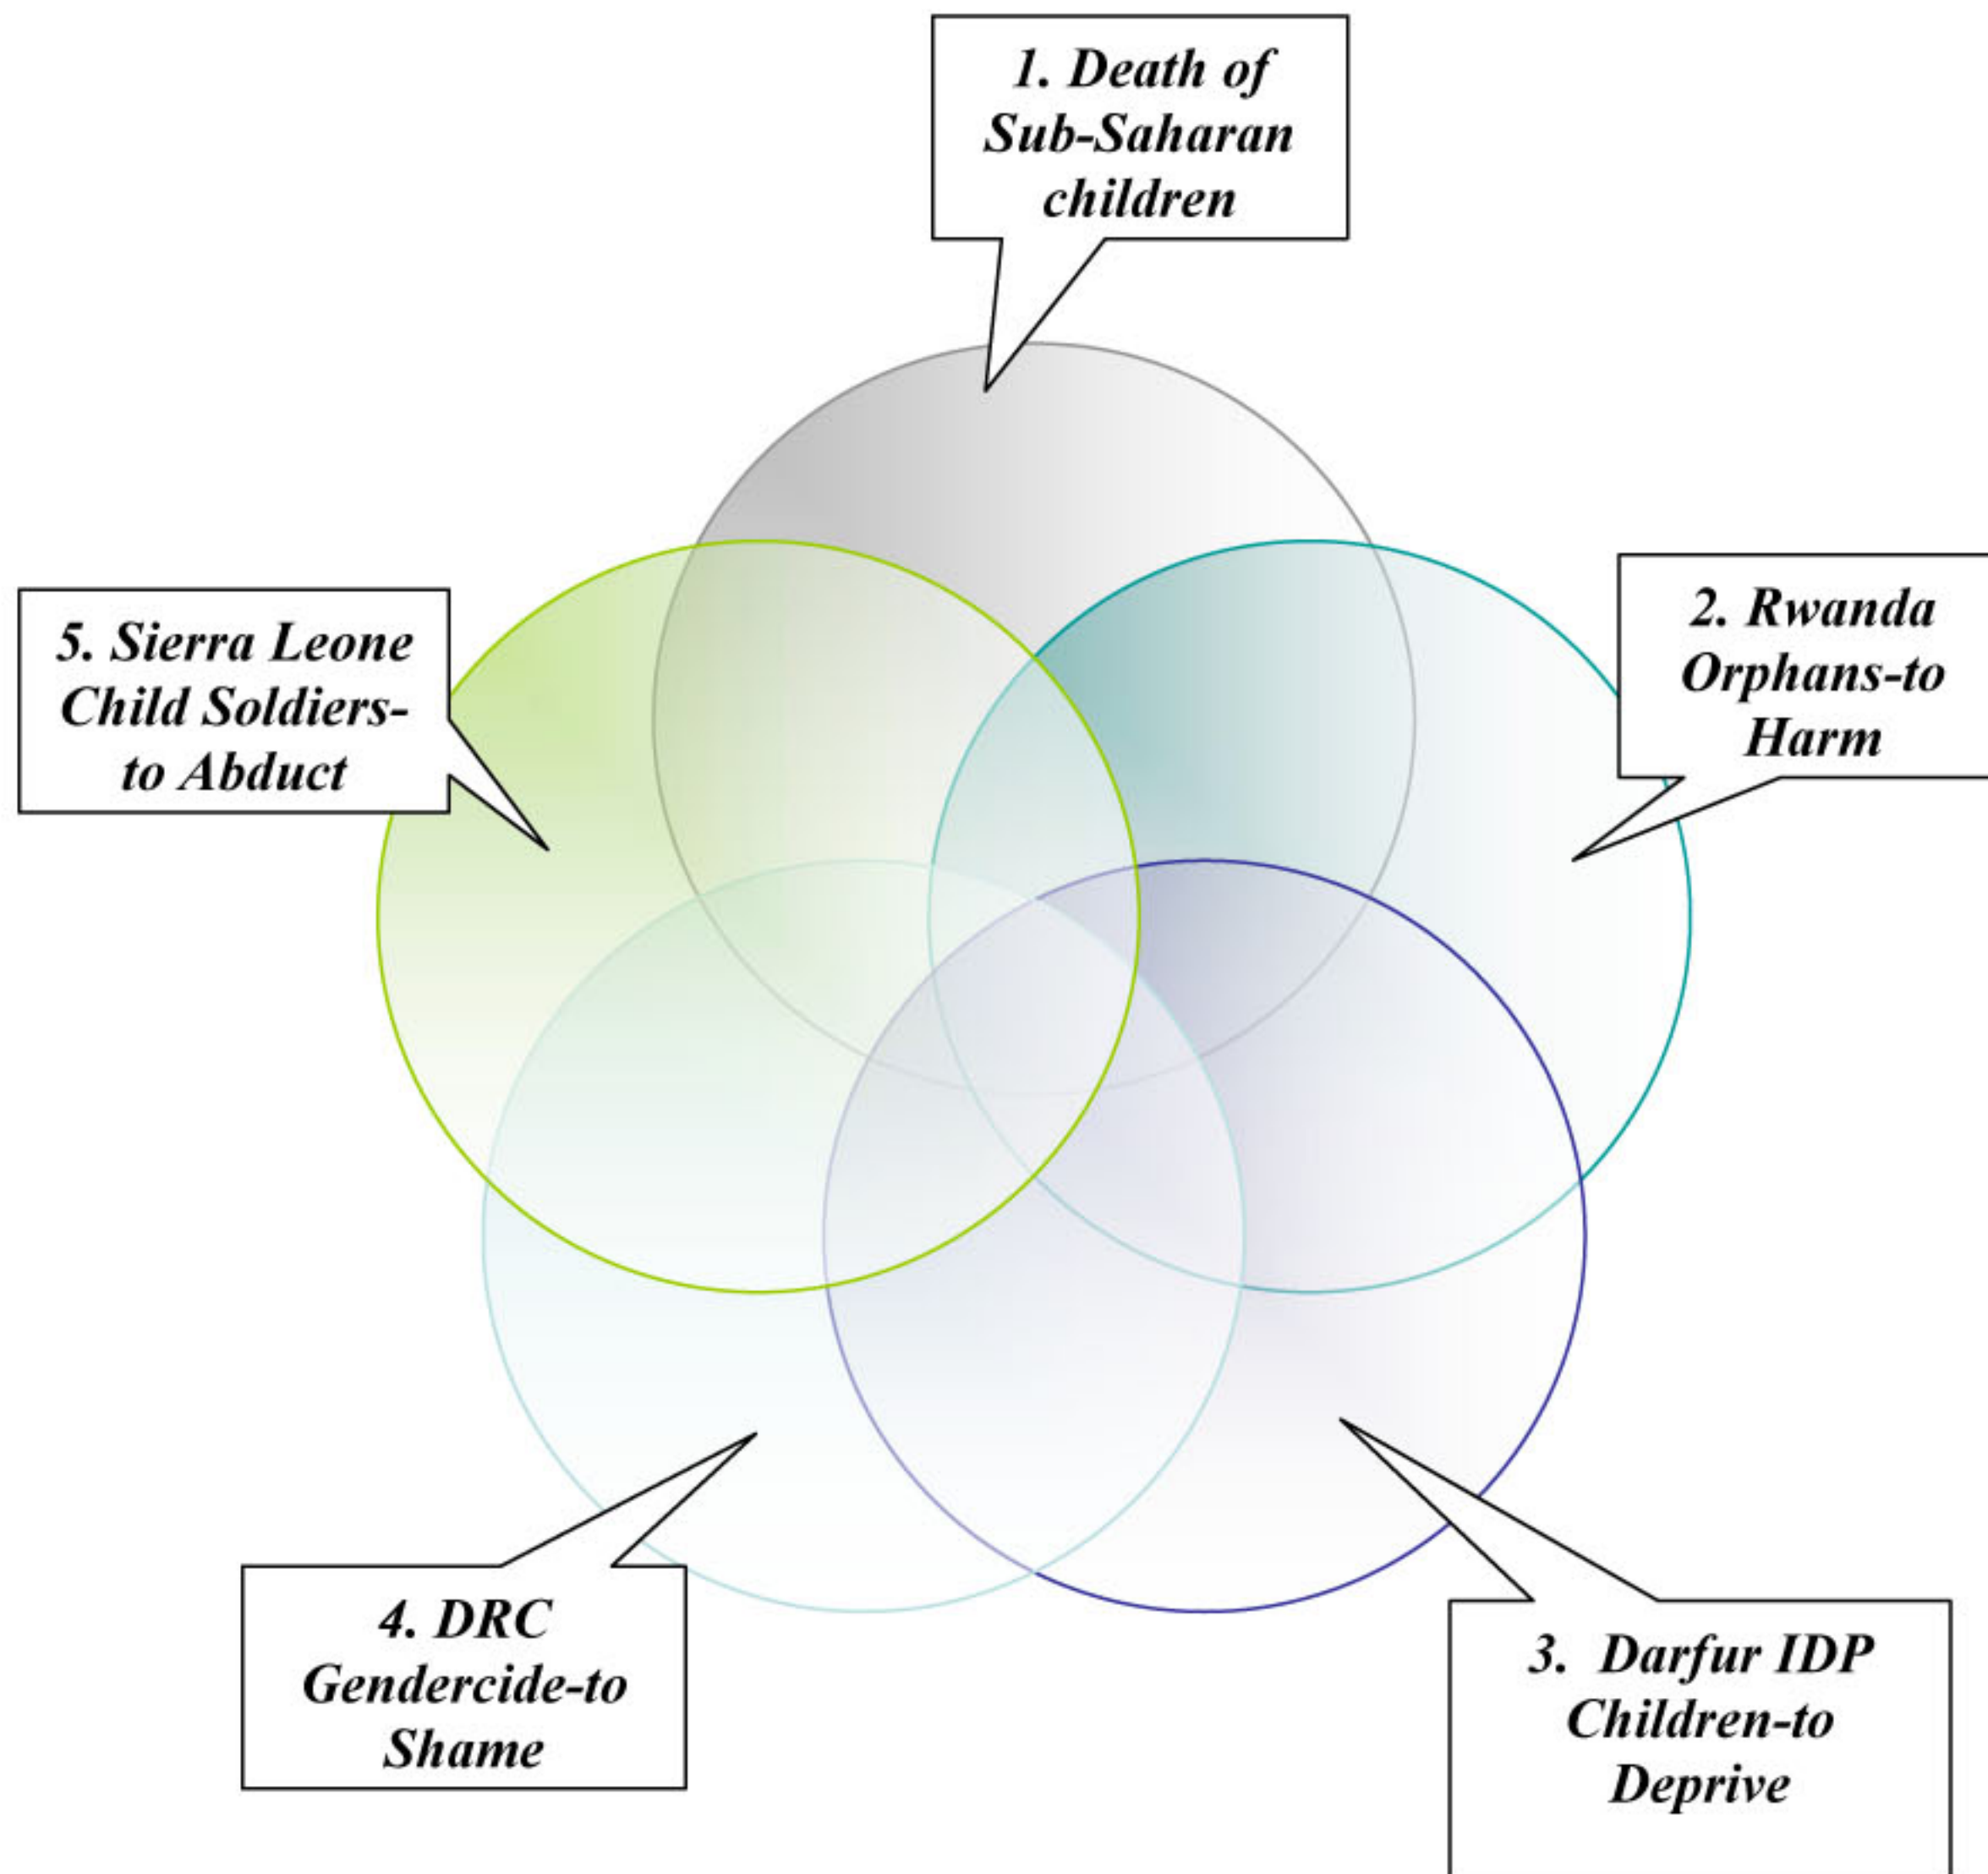 1. Death of
Sub-Saharan
children
2. Rwanda
Orphans-to
Harm
3. Darfur IDP
Children-to
Deprive
4. DRC
Gendercide-to
Shame
5. Sierra Leone
Child Soldiers-
to Abduct